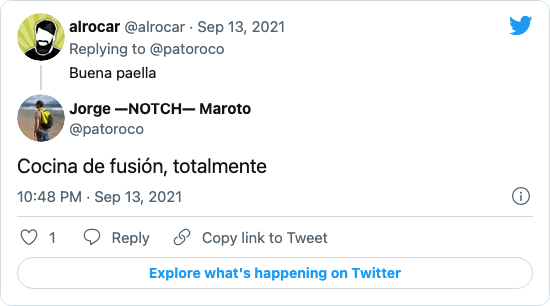 alrocar @alrocar · Sep 13, 2021
Replying to @patoroco
Buena paella
Jorge —NOTCH— Maroto
@patoroco
Cocina de fusión, totalmente
10:48 PM · Sep 13, 2021
1 Reply Copy link to Tweet
Explore what's happening on Twitter